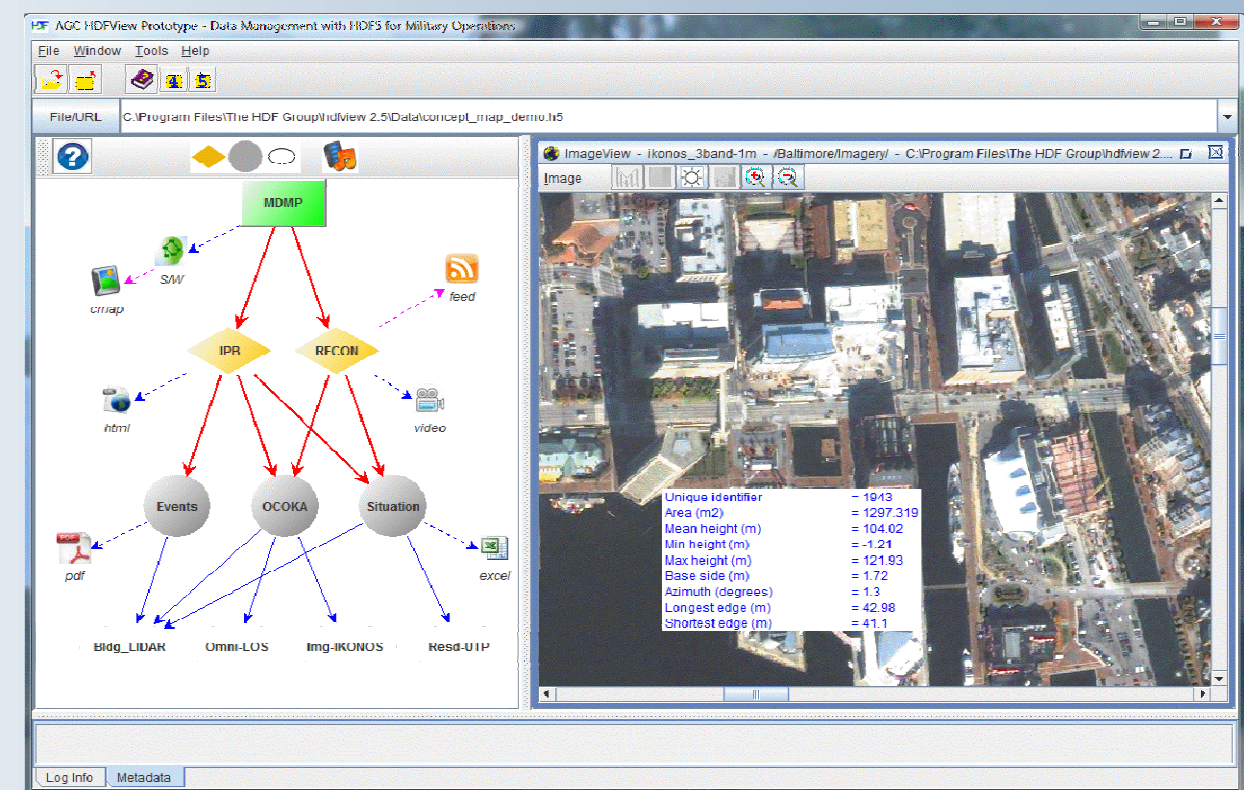 HDF AGC HDFView Prototype - Data Management with HDF5 for Military Operations
File Window Tools Help
4 5
File/URL C:\Program Files\The HDF Group\hdfview 2.5\Data\concept_map_demo.h5
?
ImageView - ikonos_3band-1m - /Baltimore/Imagery/ - C:\Program Files\The HDF Group\hdfview 2....
Image
MDMP
S/W
cmap
feed
IPB
RECON
html
video
Events
OCOKA
Situation
PDF
pdf
excel
Bldg_LIDAR
Omni-LOS
Img-IKONOS
Resd-UTP
Unique identifier = 1943
Area (m2) = 1297.319
Mean height (m) = 104.02
Min height (m) = -1.21
Max height (m) = 121.93
Base side (m) = 1.72
Azimuth (degrees) = 1.3
Longest edge (m) = 42.98
Shortest edge (m) = 41.1
Log Info
Metadata